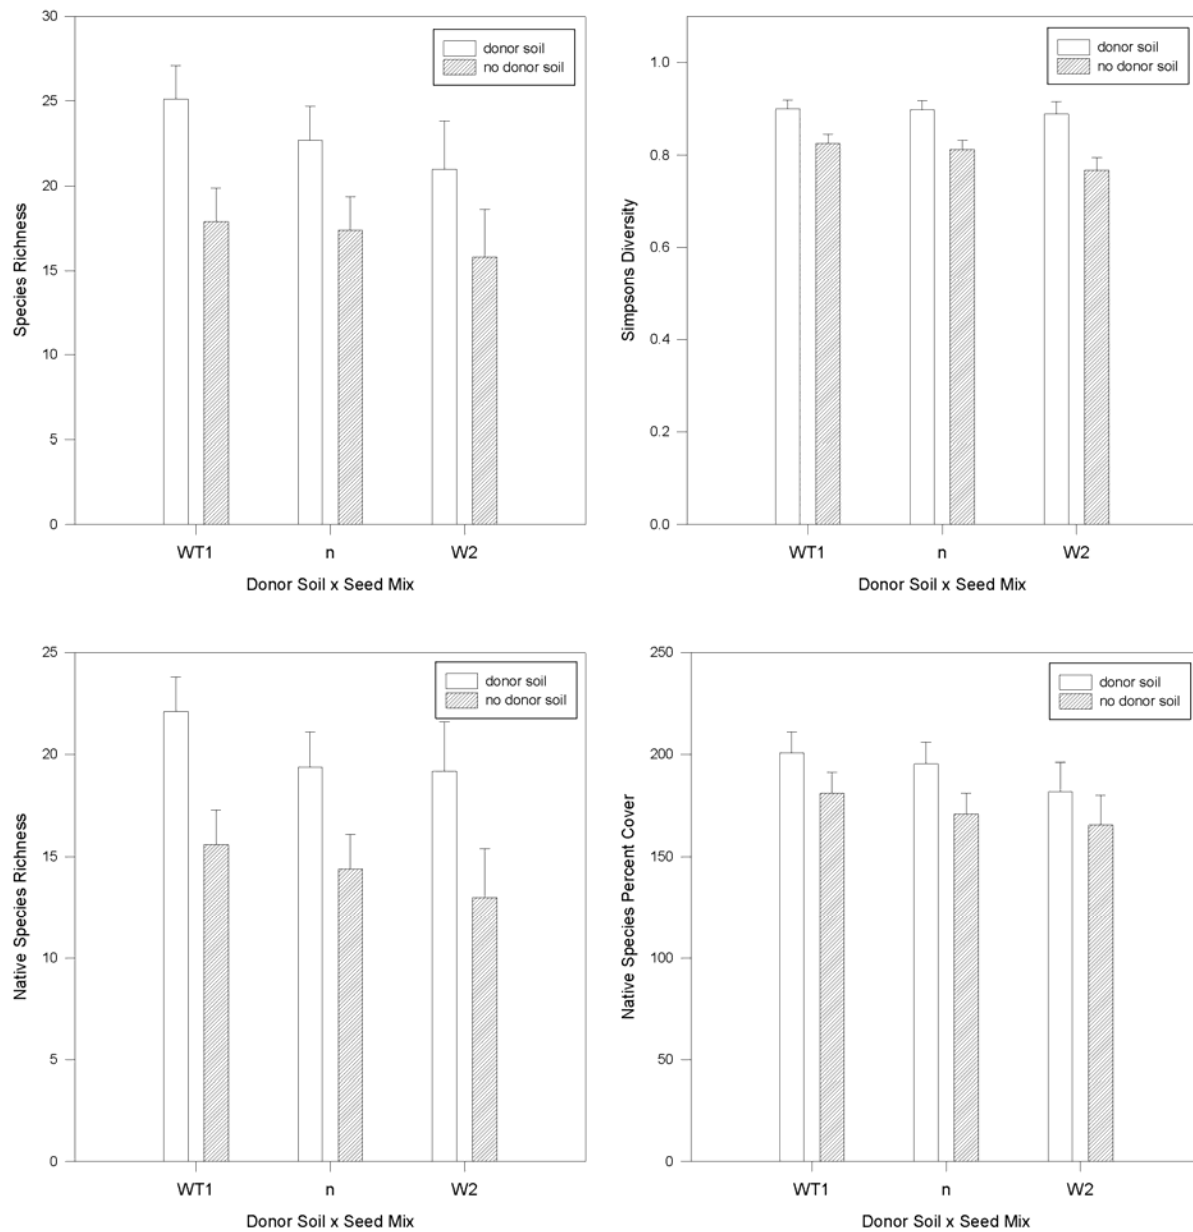 30
25
20
15
10
5
0
Species Richness
donor soil
no donor soil
WT1 n W2
Donor Soil x Seed Mix
1.0
0.8
0.6
0.4
0.2
0.0
Simpsons Diversity
donor soil
no donor soil
WT1 n W2
Donor Soil x Seed Mix
25
20
15
10
5
0
Native Species Richness
donor soil
no donor soil
WT1 n W2
Donor Soil x Seed Mix
250
200
150
100
50
0
Native Species Percent Cover
donor soil
no donor soil
WT1 n W2
Donor Soil x Seed Mix